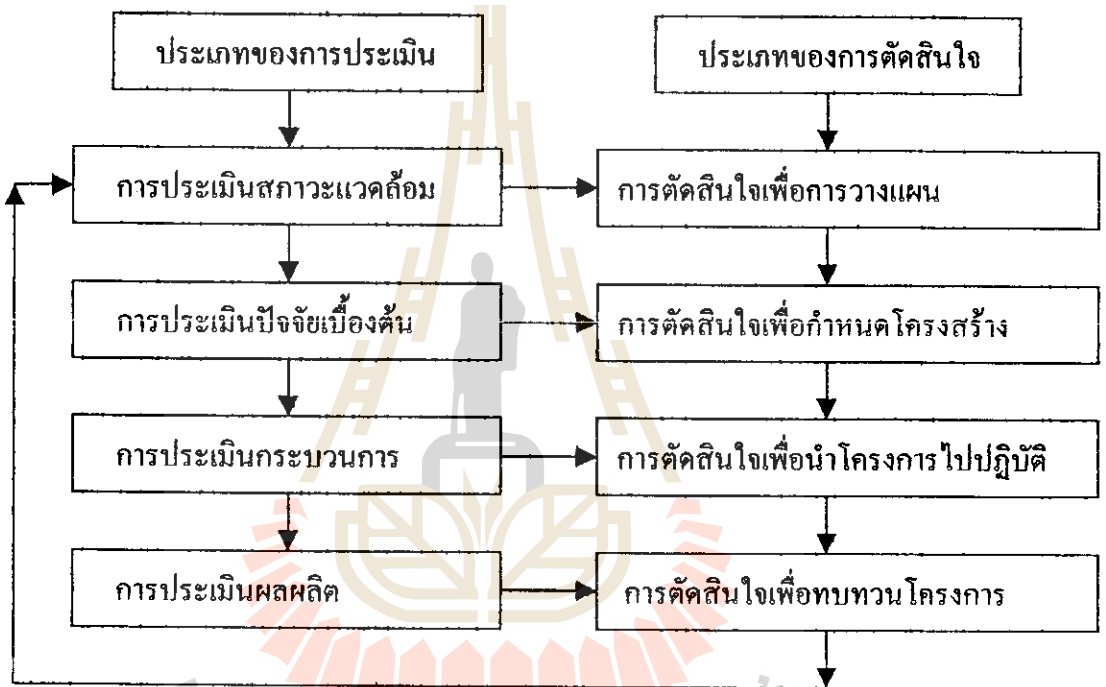 ประเภทของการประเมิน
ประเภทของการตัดสินใจ
การประเมินสภาวะแวดล้อม
การตัดสินใจเพื่อการวางแผน
การประเมินปัจจัยเบื้องต้น
การตัดสินใจเพื่อกำหนดโครงสร้าง
การประเมินกระบวนการ
การตัดสินใจเพื่อนำโครงการไปปฏิบัติ
การประเมินผลผลิต
การตัดสินใจเพื่อทบทวนโครงการ